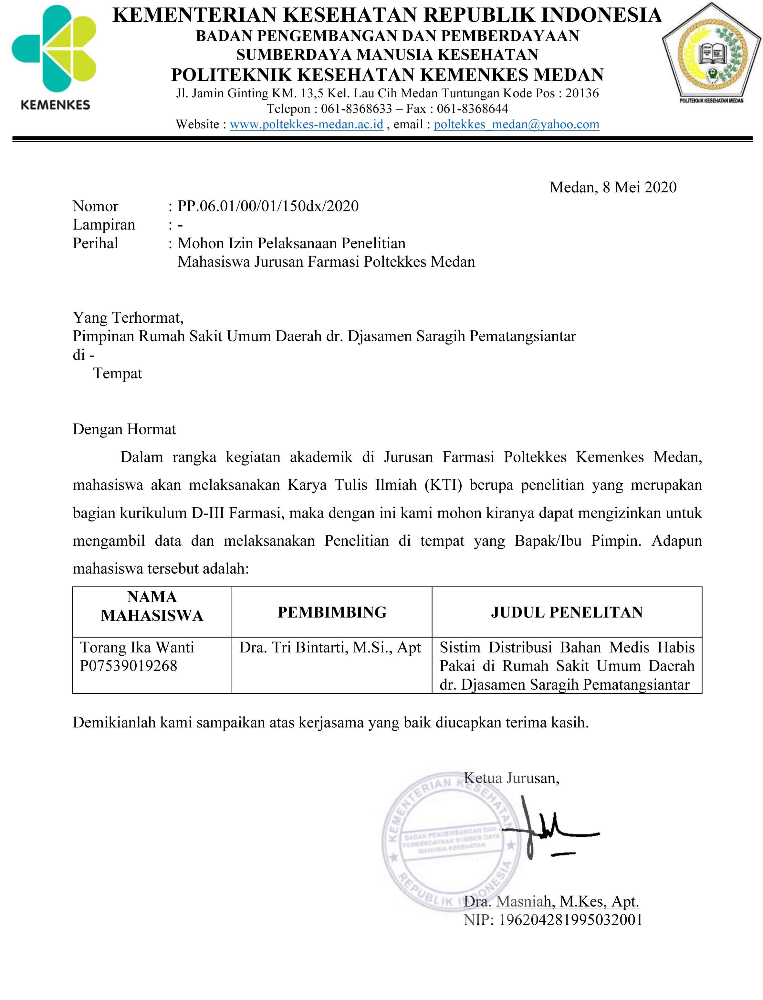 KEMENTERIAN KESEHATAN REPUBLIK INDONESIA
BADAN PENGEMBANGAN DAN PEMBERDAYAAN
SUMBERDAYA MANUSIA KESEHATAN
POLITEKNIK KESEHATAN KEMENKES MEDAN
Jl. Jamin Ginting KM. 13,5 Kel. Lau Cih Medan Tuntungan Kode Pos : 20136
Telepon : 061-8368633 – Fax : 061-8368644
Website : www.poltekkes-medan.ac.id , email : poltekkes_medan@yahoo.com
KEMENKES
POLITEKNIK KESEHATAN MEDAN
Medan, 8 Mei 2020
Nomor : PP.06.01/00/01/150dx/2020
Lampiran : -
Perihal : Mohon Izin Pelaksanaan Penelitian
Mahasiswa Jurusan Farmasi Poltekkes Medan
Yang Terhormat,
Pimpinan Rumah Sakit Umum Daerah dr. Djasamen Saragih Pematangsiantar
di -
Tempat
Dengan Hormat
Dalam rangka kegiatan akademik di Jurusan Farmasi Poltekkes Kemenkes Medan,
mahasiswa akan melaksanakan Karya Tulis Ilmiah (KTI) berupa penelitian yang merupakan
bagian kurikulum D-III Farmasi, maka dengan ini kami mohon kiranya dapat mengizinkan untuk
mengambil data dan melaksanakan Penelitian di tempat yang Bapak/Ibu Pimpin. Adapun
mahasiswa tersebut adalah:
NAMA
MAHASISWA
PEMBIMBING
JUDUL PENELITAN
Torang Ika Wanti
P07539019268
Dra. Tri Bintarti, M.Si., Apt
Sistim Distribusi Bahan Medis Habis
Pakai di Rumah Sakit Umum Daerah
dr. Djasamen Saragih Pematangsiantar
Demikianlah kami sampaikan atas kerjasama yang baik diucapkan terima kasih.
Ketua Jurusan,
KEMENTERIAN KESEHATAN
BADAN PENGEMBANGAN DAN
PEMBERDAYAAN SUMBER DAYA
MANUSIA KESEHATAN
REPUBLIK INDONESIA
Dra. Masniah, M.Kes, Apt.
NIP: 196204281995032001